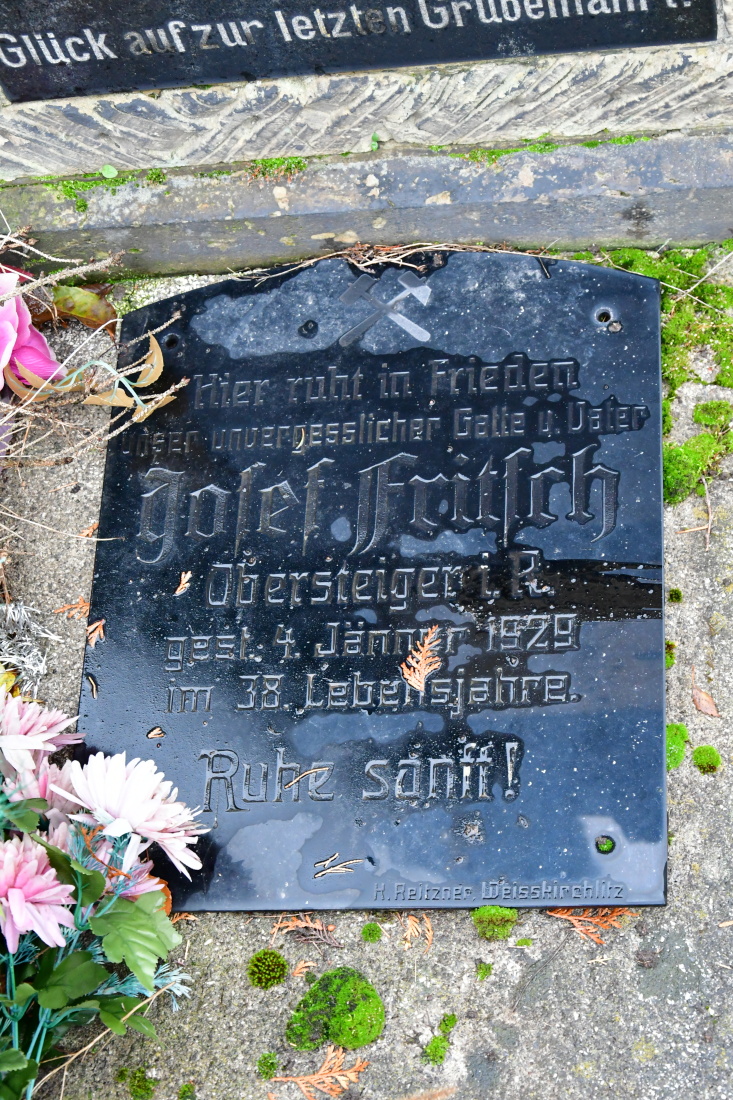 Glück auf zur letzten Grubenfahrt.
Hier ruht in Frieden
unser unvergesslicher Gatte u. Vater
Josef Fritsch
Obersteiger i. R.
gest. 4. Jänner 1929
im 38. Lebensjahre.
Ruhe sanft!
K. Reitzner, Weisskirchlitz